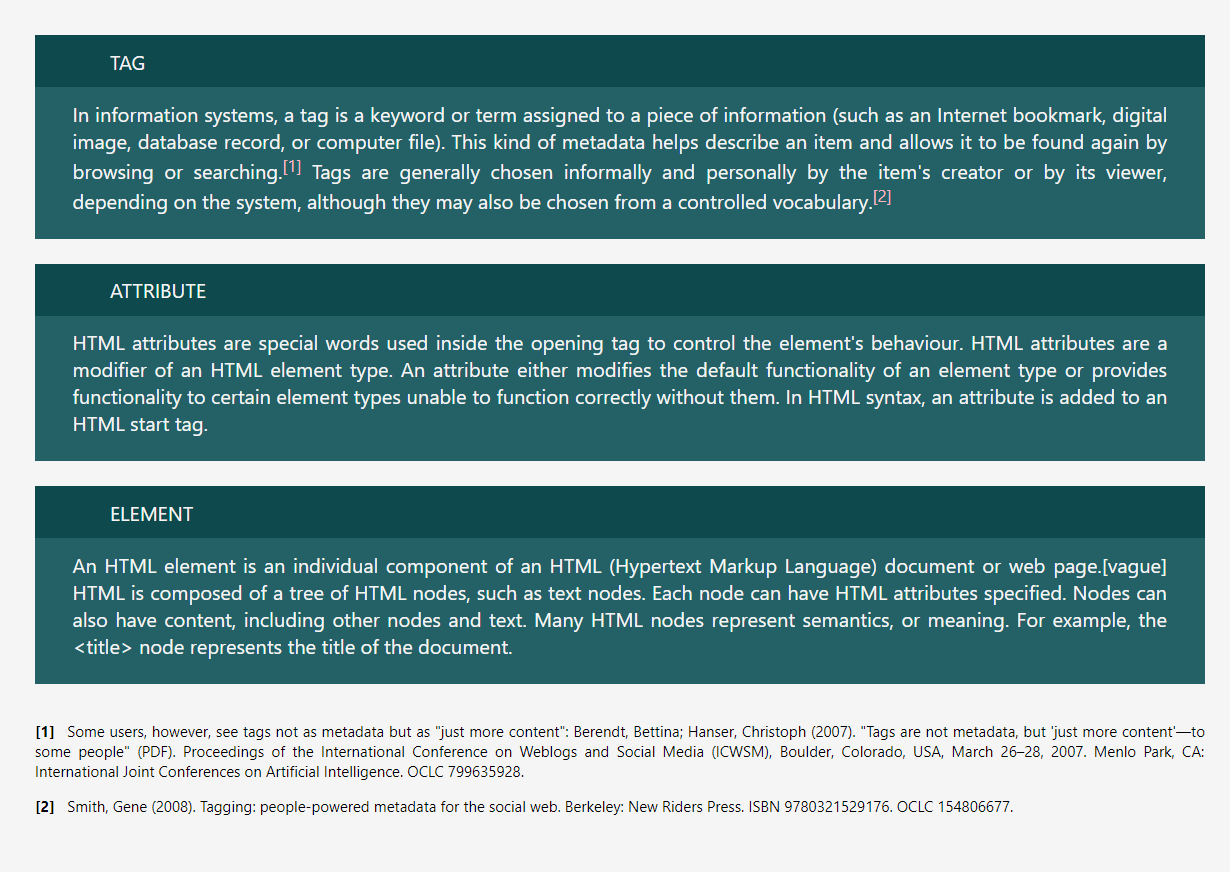 TAG
In information systems, a tag is a keyword or term assigned to a piece of information (such as an Internet bookmark, digital
image, database record, or computer file). This kind of metadata helps describe an item and allows it to be found again by
browsing or searching.[1] Tags are generally chosen informally and personally by the item's creator or by its viewer,
depending on the system, although they may also be chosen from a controlled vocabulary.[2]
ATTRIBUTE
HTML attributes are special words used inside the opening tag to control the element's behaviour. HTML attributes are a
modifier of an HTML element type. An attribute either modifies the default functionality of an element type or provides
functionality to certain element types unable to function correctly without them. In HTML syntax, an attribute is added to an
HTML start tag.
ELEMENT
An HTML element is an individual component of an HTML (Hypertext Markup Language) document or web page.[vague]
HTML is composed of a tree of HTML nodes, such as text nodes. Each node can have HTML attributes specified. Nodes can
also have content, including other nodes and text. Many HTML nodes represent semantics, or meaning. For example, the
<title> node represents the title of the document.
[1] Some users, however, see tags not as metadata but as "just more content": Berendt, Bettina; Hanser, Christoph (2007). "Tags are not metadata, but 'just more content'—to
some people" (PDF). Proceedings of the International Conference on Weblogs and Social Media (ICWSM), Boulder, Colorado, USA, March 26–28, 2007. Menlo Park, CA:
International Joint Conferences on Artificial Intelligence. OCLC 799635928.
[2] Smith, Gene (2008). Tagging: people-powered metadata for the social web. Berkeley: New Riders Press. ISBN 9780321529176. OCLC 154806677.